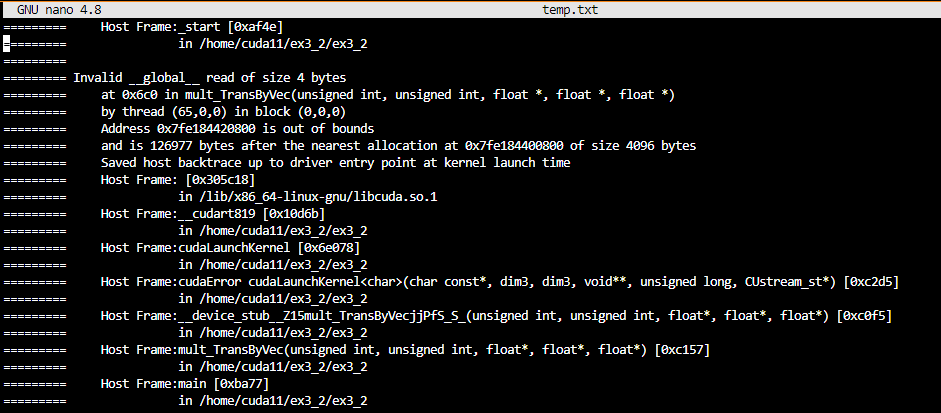 GNU nano 4.8 temp.txt
========= Host Frame:_start [0xaf4e]
========= in /home/cuda11/ex3_2/ex3_2
=========
========= Invalid __global__ read of size 4 bytes
========= at 0x6c0 in mult_TransByVec(unsigned int, unsigned int, float *, float *, float *)
========= by thread (65,0,0) in block (0,0,0)
========= Address 0x7fe184420800 is out of bounds
========= and is 126977 bytes after the nearest allocation at 0x7fe184400800 of size 4096 bytes
========= Saved host backtrace up to driver entry point at kernel launch time
========= Host Frame: [0x305c18]
========= in /lib/x86_64-linux-gnu/libcuda.so.1
========= Host Frame:__cudart819 [0x10d6b]
========= in /home/cuda11/ex3_2/ex3_2
========= Host Frame:cudaLaunchKernel [0x6e078]
========= in /home/cuda11/ex3_2/ex3_2
========= Host Frame:cudaError cudaLaunchKernel<char>(char const*, dim3, dim3, void**, unsigned long, CUstream_st*) [0xc2d5]
========= in /home/cuda11/ex3_2/ex3_2
========= Host Frame:__device_stub__Z15mult_TransByVecjjPfS_S_(unsigned int, unsigned int, float*, float*, float*) [0xc0f5]
========= in /home/cuda11/ex3_2/ex3_2
========= Host Frame:mult_TransByVec(unsigned int, unsigned int, float*, float*, float*) [0xc157]
========= in /home/cuda11/ex3_2/ex3_2
========= Host Frame:main [0xba77]
========= in /home/cuda11/ex3_2/ex3_2